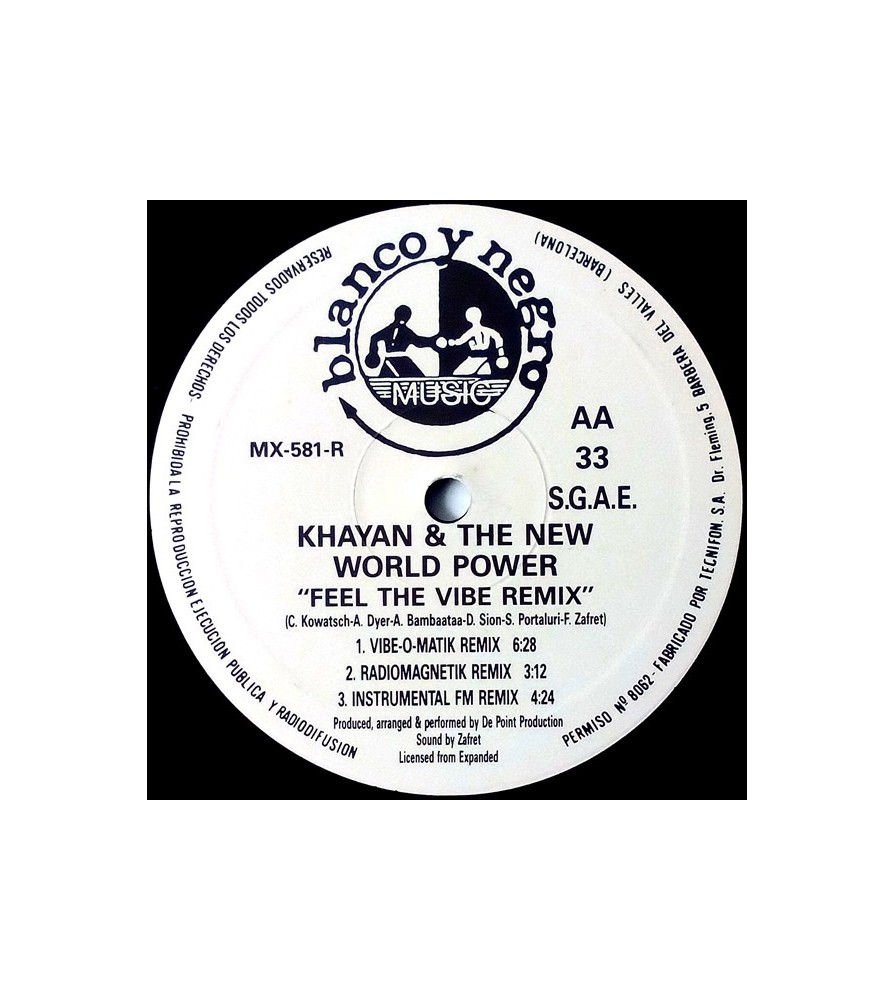 blanco y negro
MUSIC
MX-581-R
AA
33
S.G.A.E.
KHAYAN & THE NEW
WORLD POWER
“FEEL THE VIBE REMIX”
(C. Kowatsch-A. Dyer-A. Bambaataa-D. Sion-S. Portaluri-F. Zafret)
1. VIBE-O-MATIK REMIX 6:28
2. RADIOMAGNETIK REMIX 3:12
3. INSTRUMENTAL FM REMIX 4:24
Produced, arranged & performed by De Point Production
Sound by Zafret
Licensed from Expanded
RESERVADOS TODOS LOS DERECHOS- PROHIBIDA LA REPRODUCCION EJECUCION PUBLICA Y RADIODIFUSION
PERMISO Nº 8062-FABRICADO POR TECNIFON, S.A. Dr. Fleming, 5 BARBERA DEL VALLES (BARCELONA)